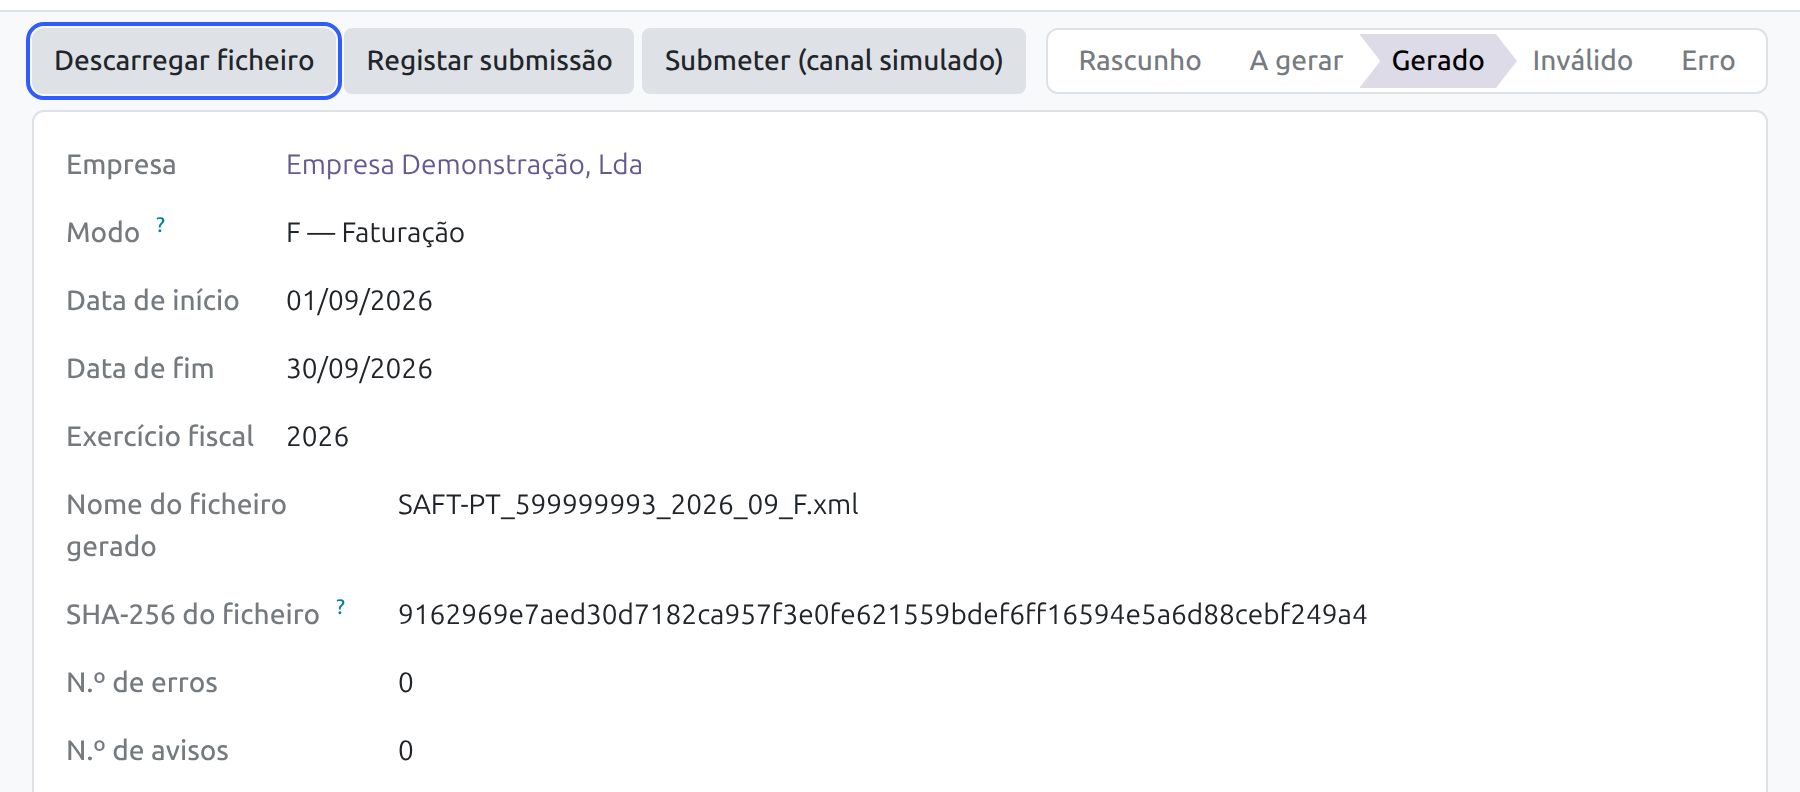 Descarregar ficheiro Registar submissão Submeter (canal simulado) Rascunho A gerar Gerado Inválido Erro
Empresa Empresa Demonstração, Lda
Modo ? F — Faturação
Data de início 01/09/2026
Data de fim 30/09/2026
Exercício fiscal 2026
Nome do ficheiro SAFT-PT_599999993_2026_09_F.xml
gerado
SHA-256 do ficheiro ? 9162969e7aed30d7182ca957f3e0fe621559bdef6ff16594e5a6d88cebf249a4
N.º de erros 0
N.º de avisos 0